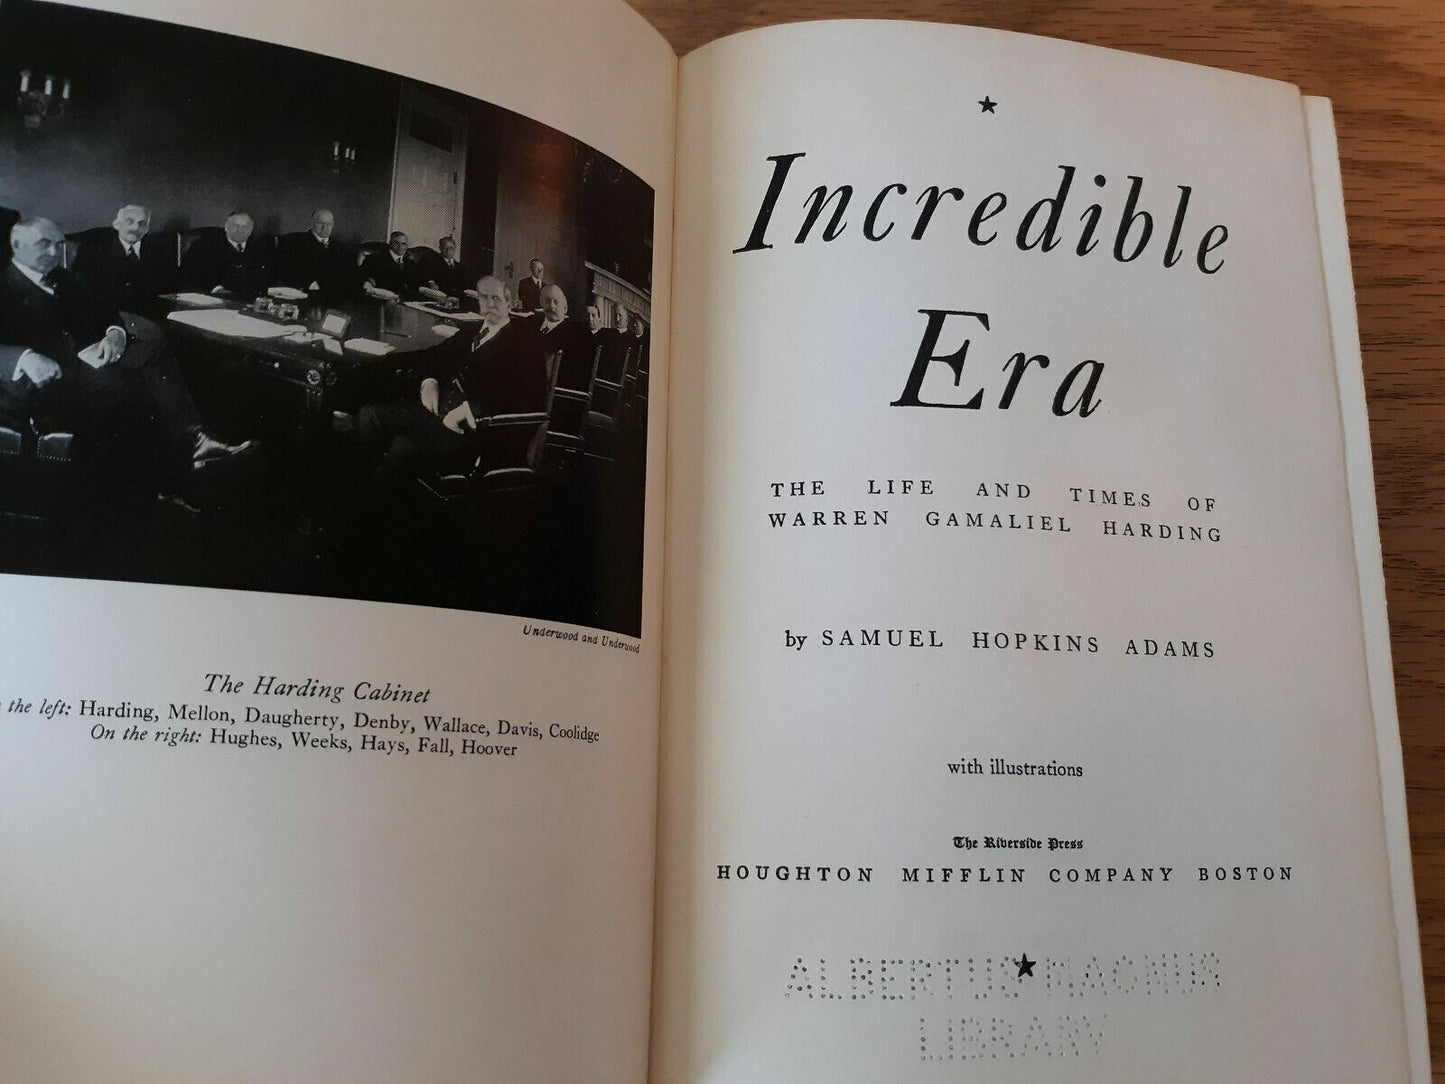 Underwood and Underwood
The Harding Cabinet
the left: Harding, Mellon, Daugherty, Denby, Wallace, Davis, Coolidge
On the right: Hughes, Weeks, Hays, Fall, Hoover
Incredible
Era
THE LIFE AND TIMES OF
WARREN GAMALIEL HARDING
by SAMUEL HOPKINS ADAMS
with illustrations
The Riverside Press
HOUGHTON MIFFLIN COMPANY BOSTON
ALBERTUS MAGNUS
LIBRARY